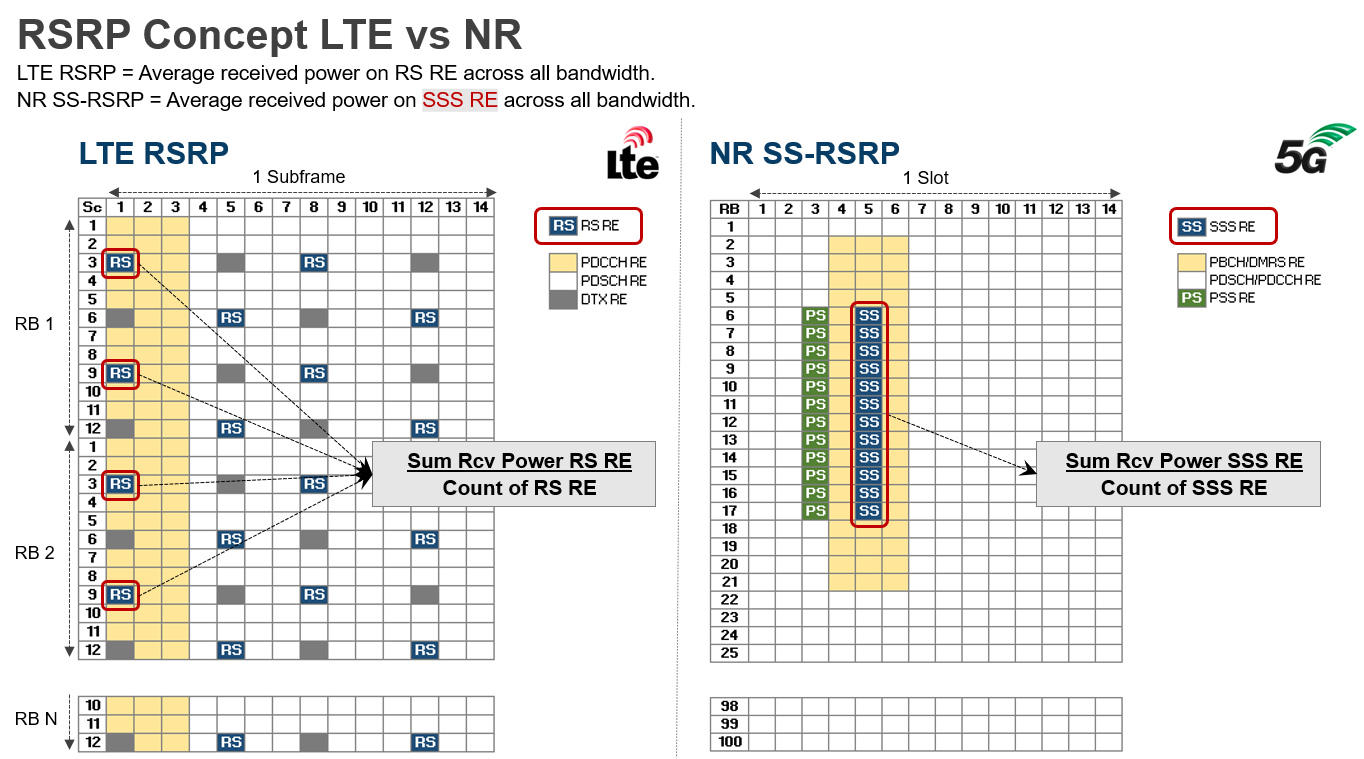 RSRP Concept LTE vs NR
LTE RSRP = Average received power on RS RE across all bandwidth.
NR SS-RSRP = Average received power on SSS RE across all bandwidth.
LTE RSRP
Lte
1 Subframe
Sc 1 2 3 4 5 6 7 8 9 10 11 12 13 14
RB 1
1
2
3 RS RS
4
5
6 RS RS
7
8
9 RS RS
10
11
12 RS RS
RB 2
1
2
3 RS RS
4
5
6 RS RS
7
8
9 RS RS
10
11
12 RS RS
RB N
10
11
12 RS RS
RS RS RE
PDCCH RE
PDSCH RE
DTX RE
Sum Rcv Power RS RE
Count of RS RE
NR SS-RSRP
5G
1 Slot
RB 1 2 3 4 5 6 7 8 9 10 11 12 13 14
1
2
3
4
5
6 PS SS
7 PS SS
8 PS SS
9 PS SS
10 PS SS
11 PS SS
12 PS SS
13 PS SS
14 PS SS
15 PS SS
16 PS SS
17 PS SS
18
19
20
21
22
23
24
25
98
99
100
SS SSS RE
PBCH/DMRS RE
PDSCH/PDCCH RE
PS PSS RE
Sum Rcv Power SSS RE
Count of SSS RE